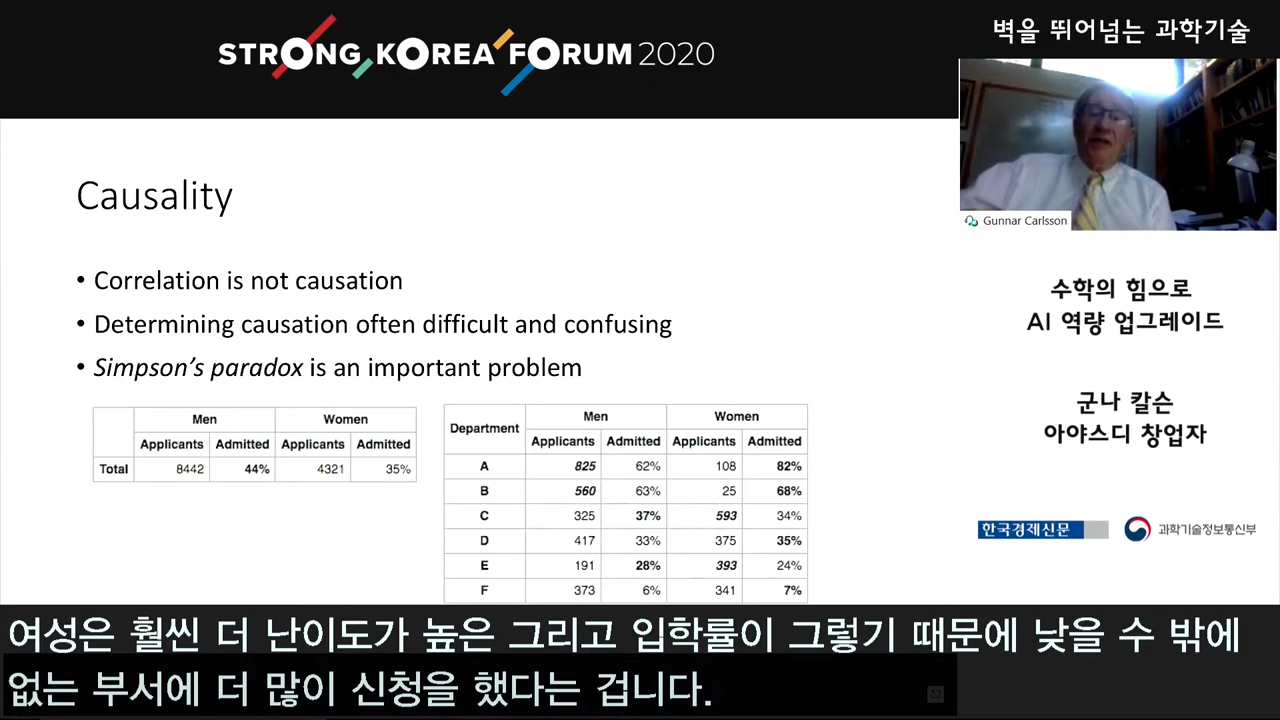 STRONG KOREA FORUM 2020
벽을 뛰어넘는 과학기술
Gunnar Carlsson
Causality
• Correlation is not causation
• Determining causation often difficult and confusing
• Simpson's paradox is an important problem
Men Women
Applicants Admitted Applicants Admitted
Total 8442 44% 4321 35%
Department Men Women
Applicants Admitted Applicants Admitted
A 825 62% 108 82%
B 560 63% 25 68%
C 325 37% 593 34%
D 417 33% 375 35%
E 191 28% 393 24%
F 373 6% 341 7%
수학의 힘으로
AI 역량 업그레이드
군나 칼슨
아야스디 창업자
한국경제신문 과학기술정보통신부
여성은 훨씬 더 난이도가 높은 그리고 입학률이 그렇기 때문에 낮을 수 밖에
없는 부서에 더 많이 신청을 했다는 겁니다.